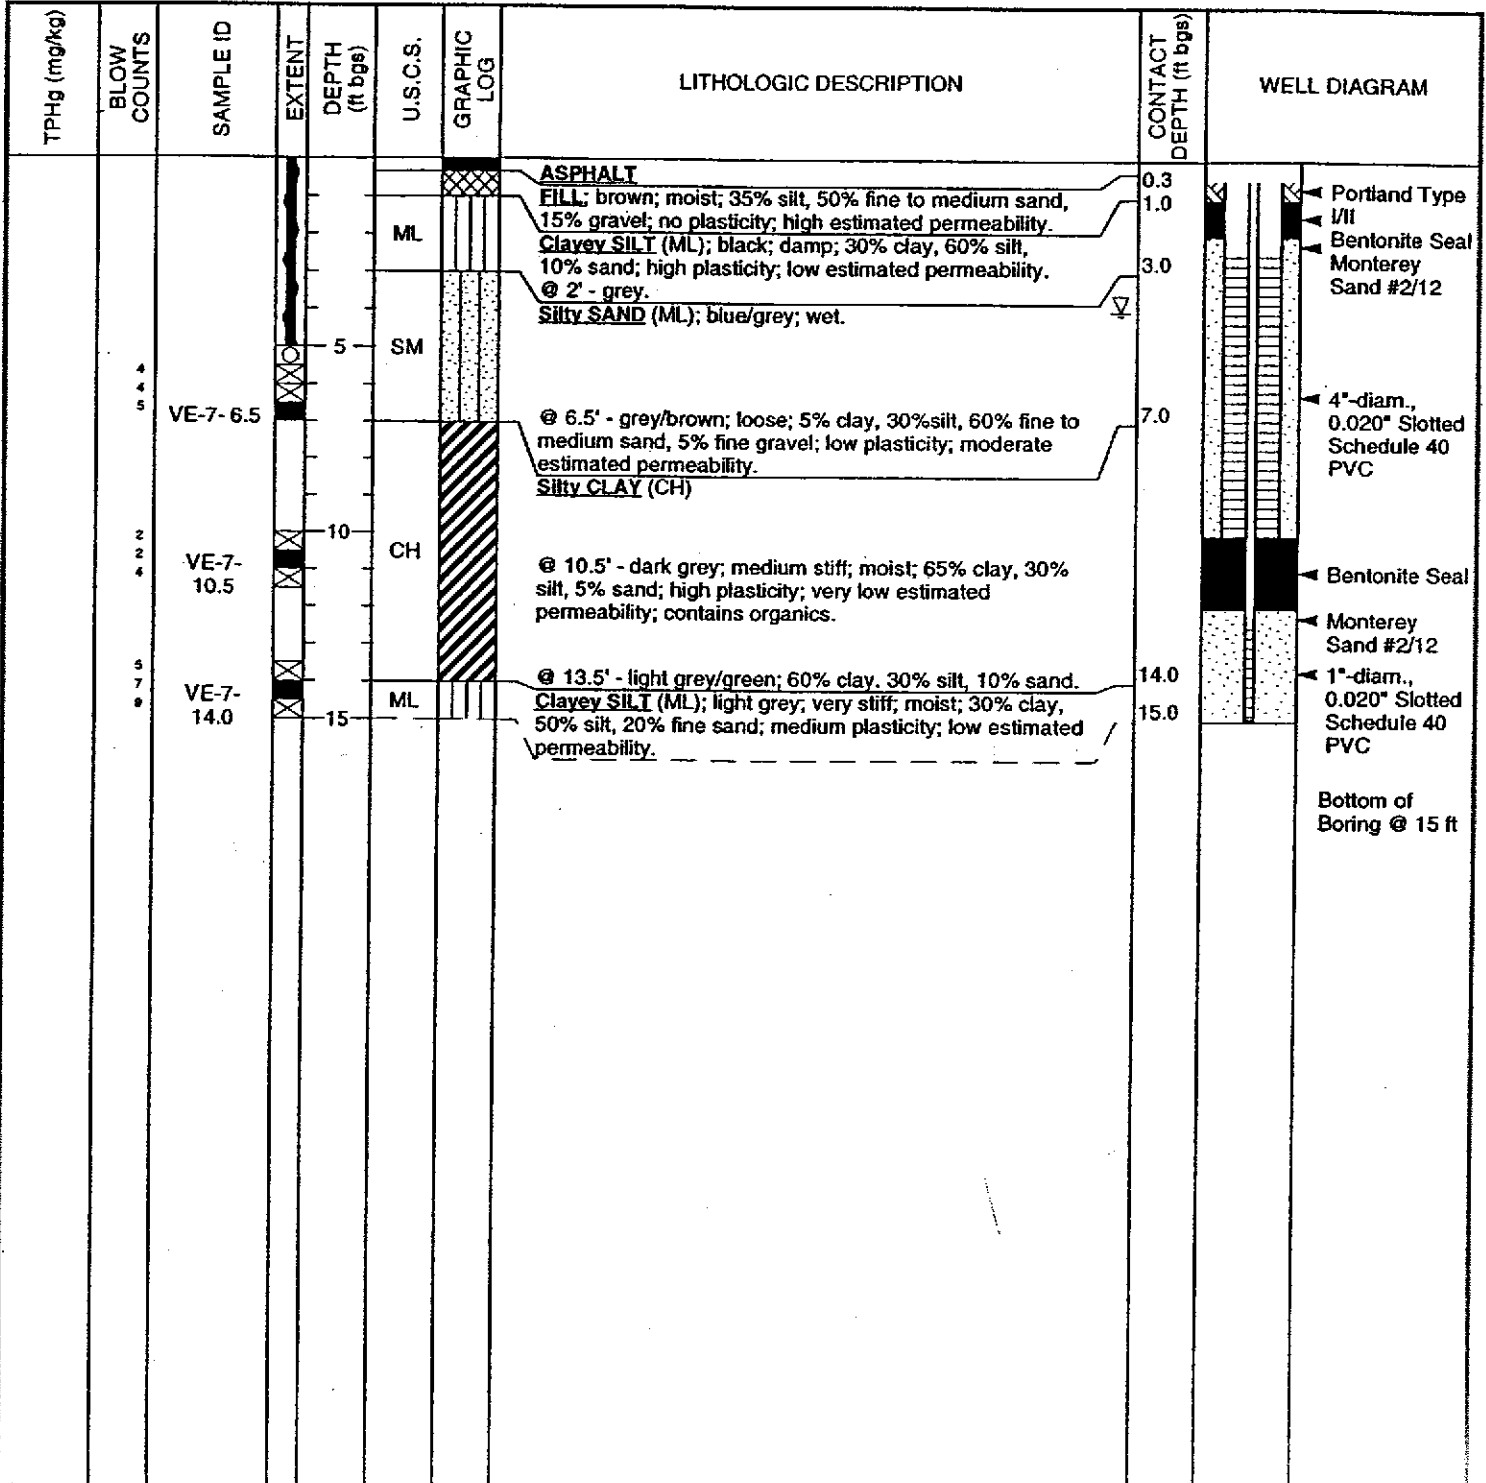 TPHg (mg/kg)
BLOW
COUNTS
SAMPLE ID
EXTENT
DEPTH
(ft bgs)
U.S.C.S.
GRAPHIC
LOG
LITHOLOGIC DESCRIPTION
CONTACT
DEPTH (ft bgs)
WELL DIAGRAM
ASPHALT
0.3
FILL; brown; moist; 35% silt, 50% fine to medium sand,
15% gravel; no plasticity; high estimated permeability.
1.0
ML
Clayey SILT (ML); black; damp; 30% clay, 60% silt,
10% sand; high plasticity; low estimated permeability.
@ 2' - grey.
3.0
Silty SAND (ML); blue/grey; wet.
Portland Type
I/II
Bentonite Seal
Monterey
Sand #2/12
5
SM
4
4
5
VE-7- 6.5
@ 6.5' - grey/brown; loose; 5% clay, 30%silt, 60% fine to
medium sand, 5% fine gravel; low plasticity; moderate
estimated permeability.
7.0
Silty CLAY (CH)
4"-diam.,
0.020" Slotted
Schedule 40
PVC
10
CH
2
2
4
VE-7-
10.5
@ 10.5' - dark grey; medium stiff; moist; 65% clay, 30%
silt, 5% sand; high plasticity; very low estimated
permeability; contains organics.
Bentonite Seal
Monterey
Sand #2/12
5
7
9
VE-7-
14.0
@ 13.5' - light grey/green; 60% clay. 30% silt, 10% sand.
14.0
ML
Clayey SILT (ML); light grey; very stiff; moist; 30% clay,
50% silt, 20% fine sand; medium plasticity; low estimated
permeability.
15
15.0
1"-diam.,
0.020" Slotted
Schedule 40
PVC
Bottom of
Boring @ 15 ft